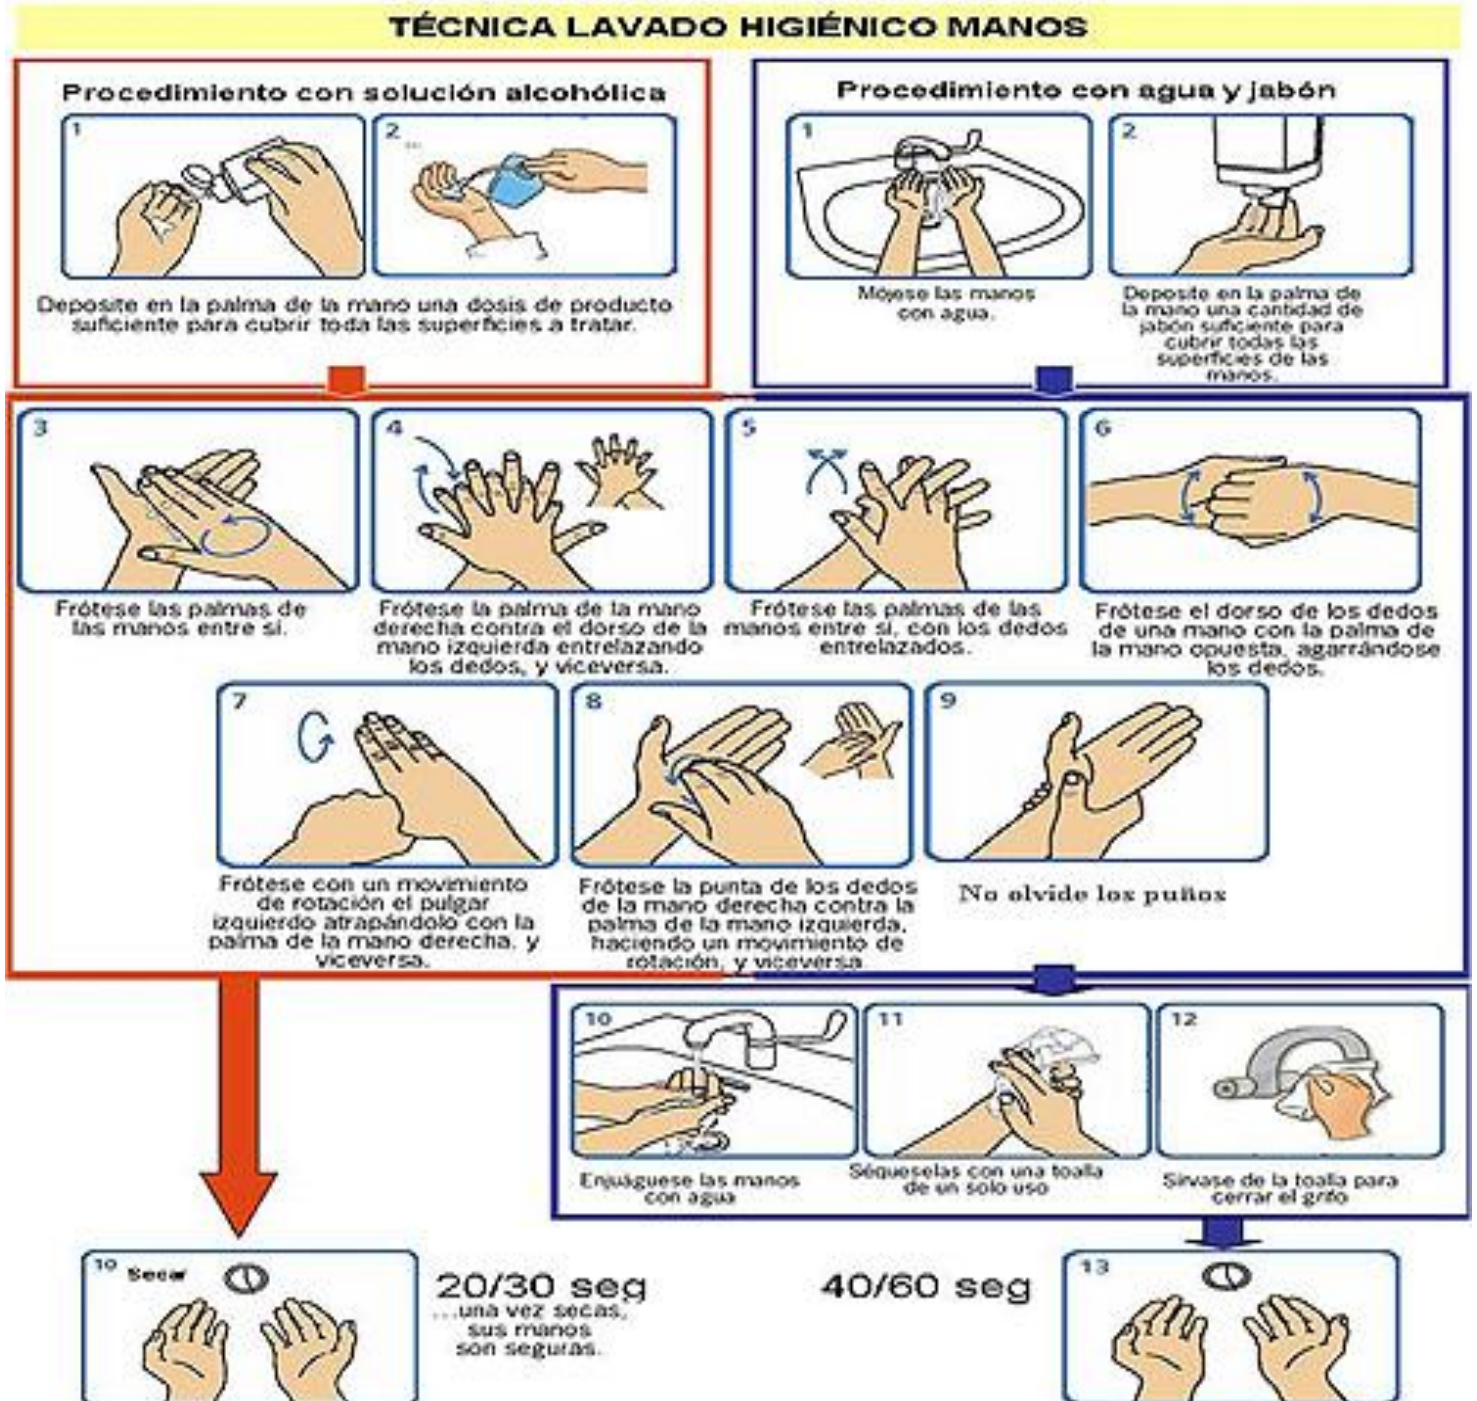 TÉCNICA LAVADO HIGIÉNICO MANOS
Procedimiento con solución alcohólica
1
2
...
Deposite en la palma de la mano una dosis de producto
suficiente para cubrir toda las superficies a tratar.
Procedimiento con agua y jabón
1
2
Mójese las manos
con agua.
Deposite en la palma de
la mano una cantidad de
jabón suficiente para
cubrir todas las
superficies de las
manos.
3
Frótese las palmas de
las manos entre sí.
4
Frótese la palma de la mano
derecha contra el dorso de la
mano izquierda entrelazando
los dedos, y viceversa.
5
Frótese las palmas de las
manos entre sí, con los dedos
entrelazados.
6
Frótese el dorso de los dedos
de una mano con la palma de
la mano opuesta, agarrándose
los dedos.
7
Frótese con un movimiento
de rotación el pulgar
izquierdo atrapándolo con la
palma de la mano derecha, y
viceversa.
8
Frótese la punta de los dedos
de la mano derecha contra la
palma de la mano izquierda,
haciendo un movimiento de
rotación, y viceversa
9
No olvide los puños
10
Enjuáguese las manos
con agua
11
Séqueselas con una toalla
de un solo uso
12
Sírvase de la toalla para
cerrar el grifo
10 Secar
20/30 seg
...una vez secas,
sus manos
son seguras.
40/60 seg
13